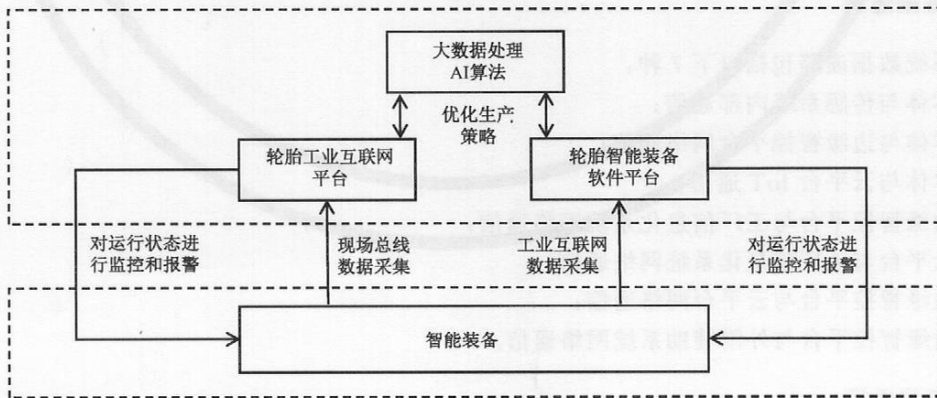 大数据处理
AI算法
优化生产
策略
轮胎工业互联网
平台
轮胎智能装备
软件平台
对运行状态进
行监控和报警
现场总线
数据采集
工业互联网
数据采集
对运行状态进
行监控和报警
智能装备